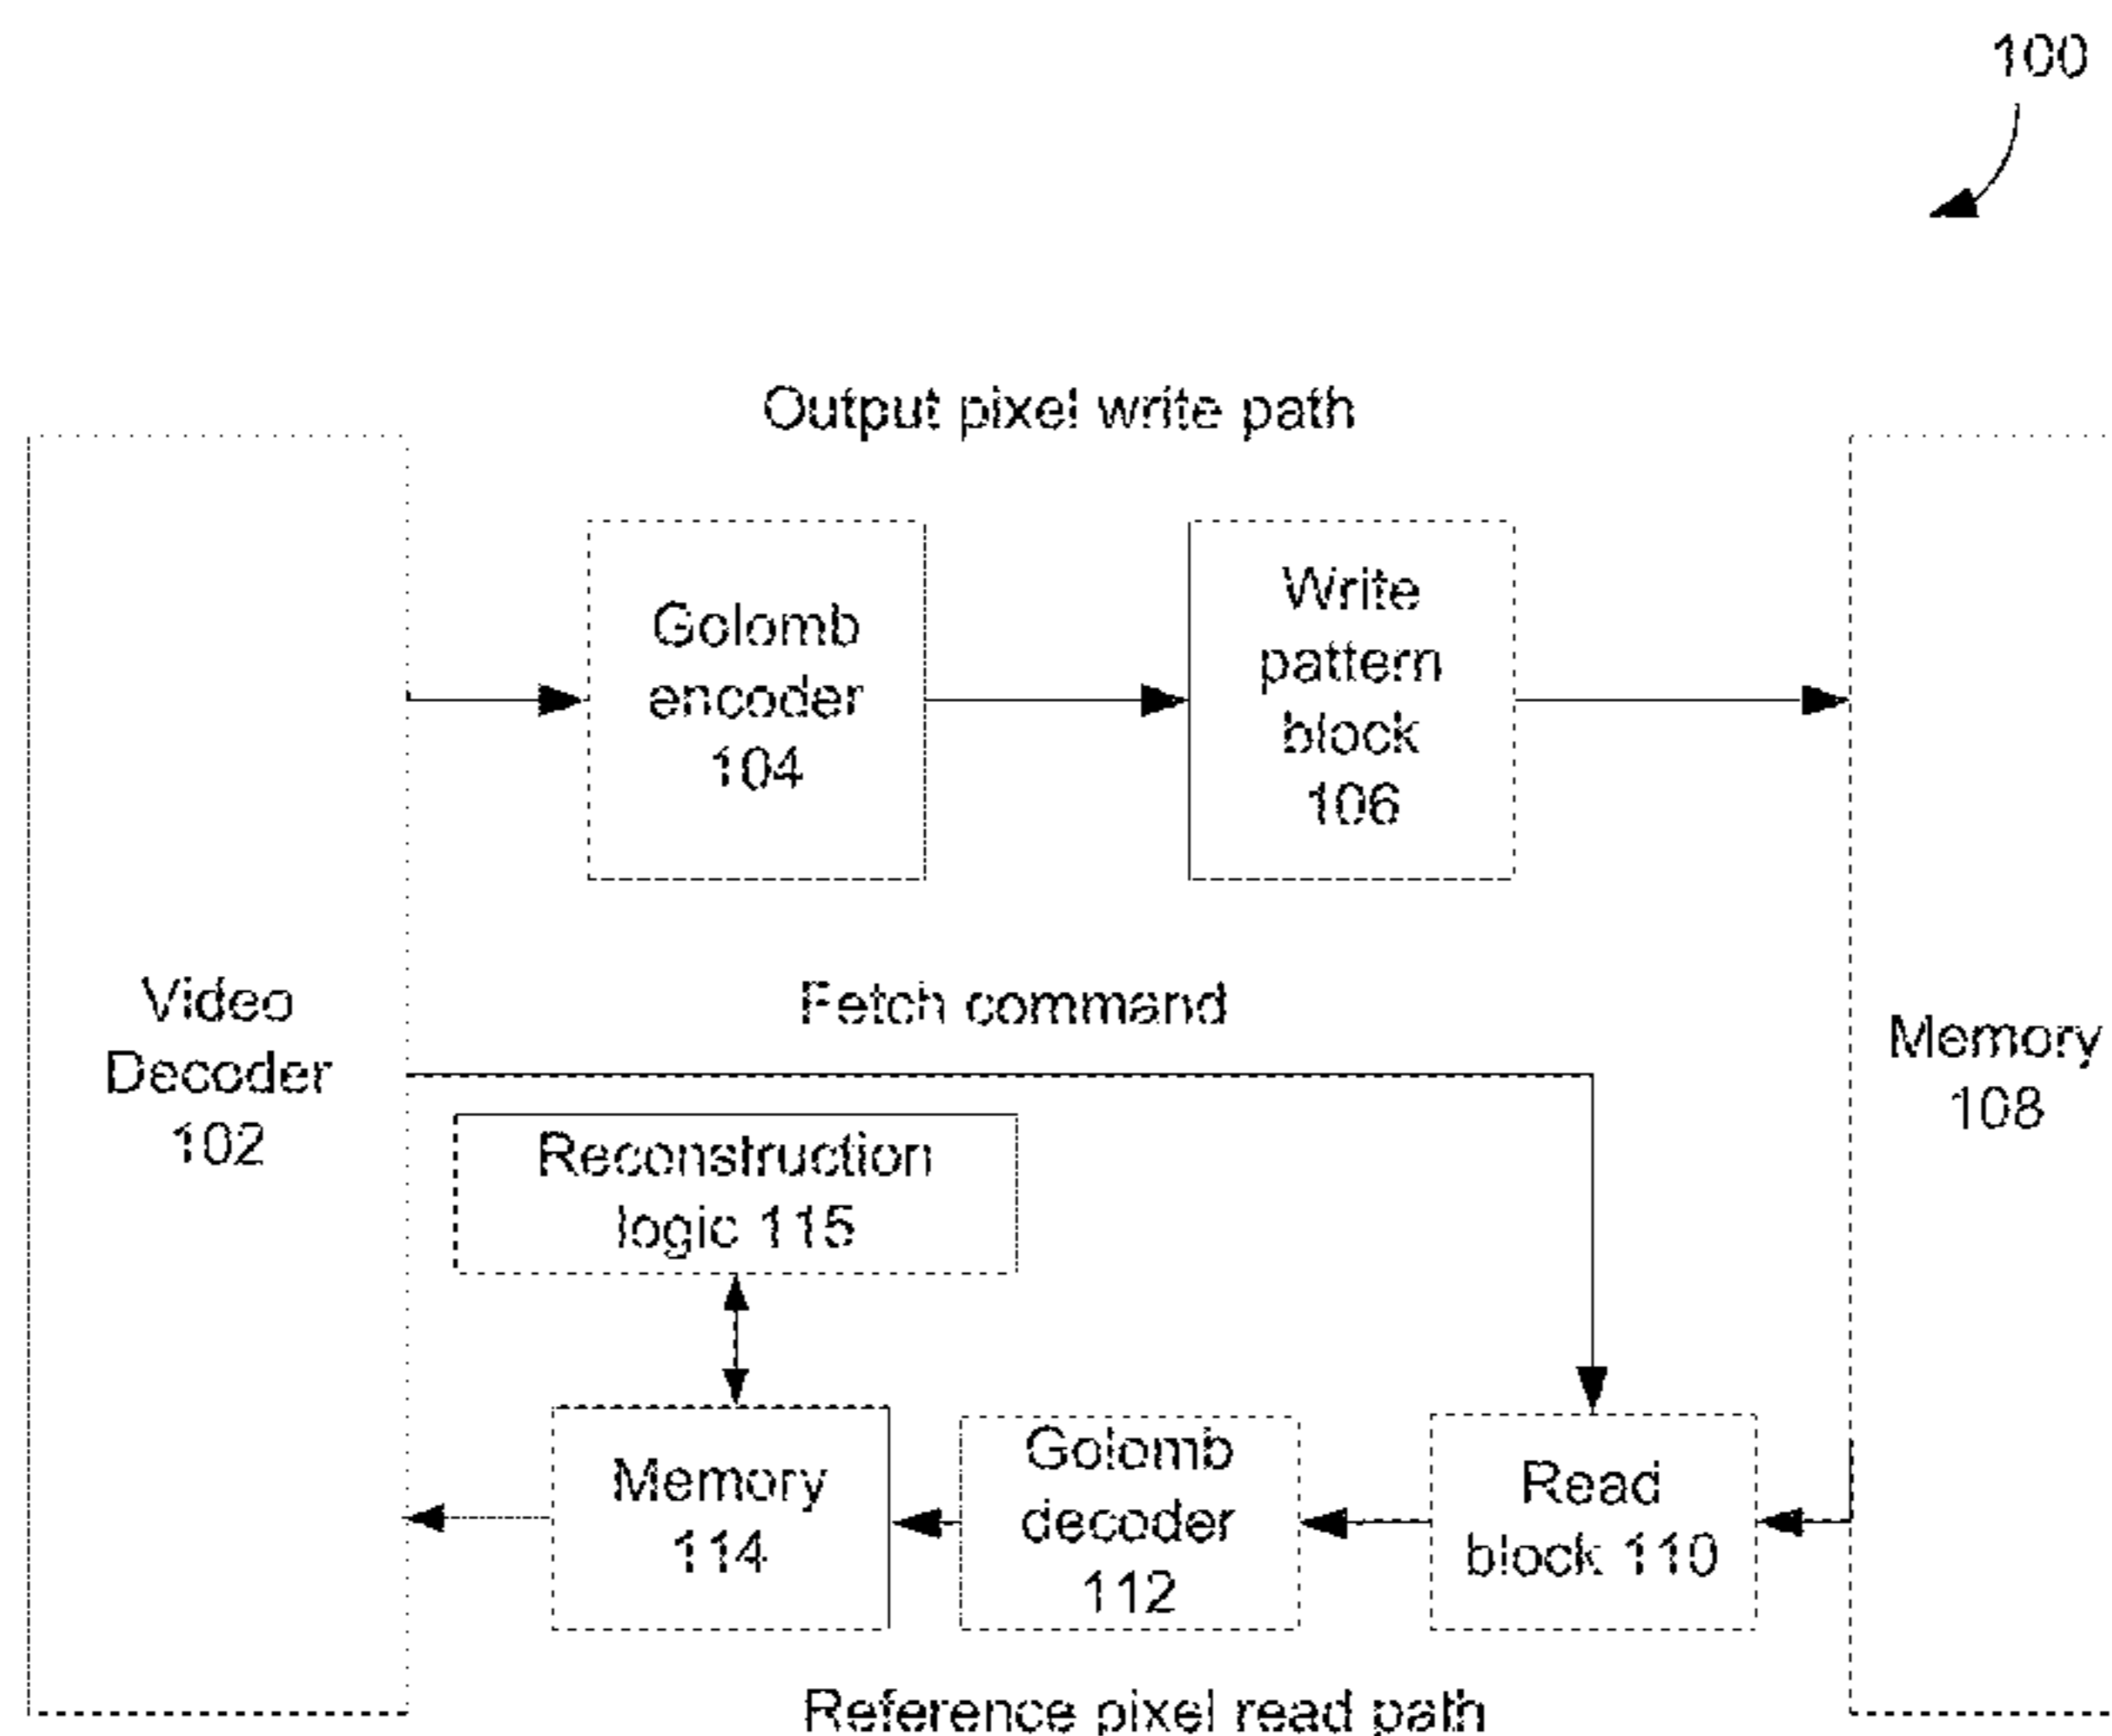 100
Output pixel write path
Golomb
encoder
104
Write
pattern
block
106
Video
Decoder
102
Fetch command
Memory
108
Reconstruction
logic 115
Memory
114
Golomb
decoder
112
Read
block 110
Reference pixel read path